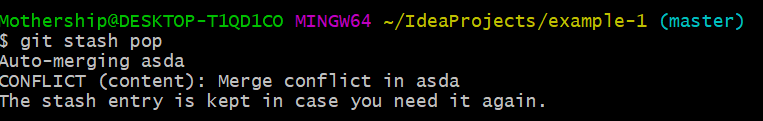 Mothership@DESKTOP-T1QD1CO MINGW64 ~/IdeaProjects/example-1 (master)
$ git stash pop
Auto-merging asda
CONFLICT (content): Merge conflict in asda
The stash entry is kept in case you need it again.